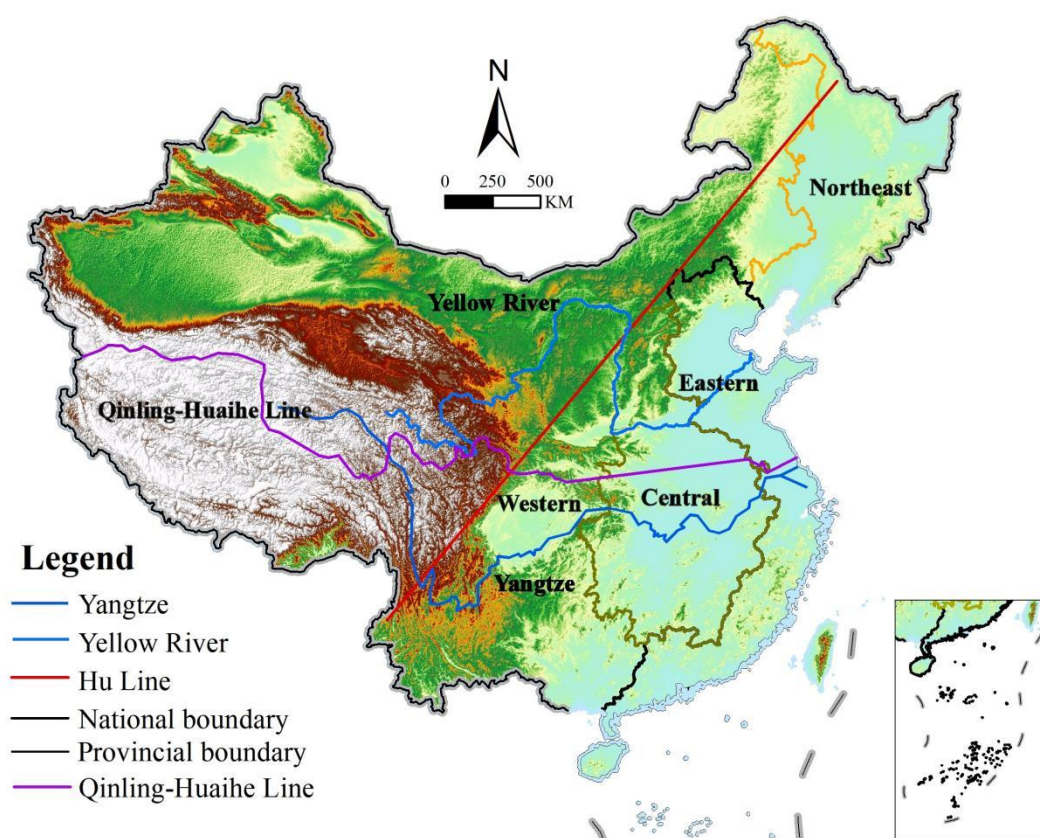 N
0 250 500
KM
Northeast
Yellow River
Eastern
Qinling-Huaihe Line
Western
Central
Yangtze
Legend
Yangtze
Yellow River
Hu Line
National boundary
Provincial boundary
Qinling-Huaihe Line